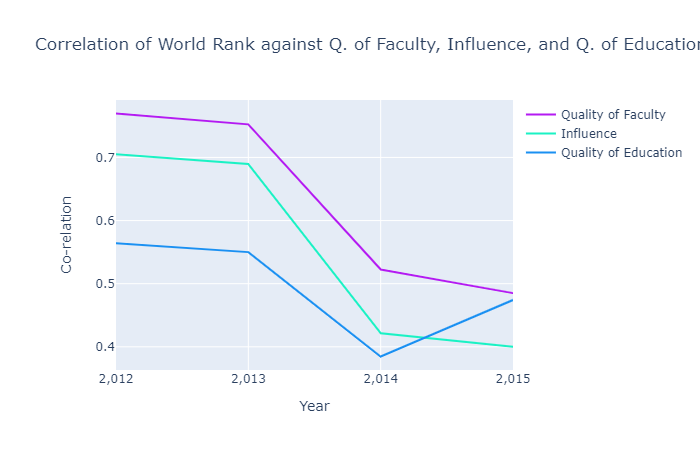 Correlation of World Rank against Q. of Faculty, Influence, and Q. of Education
Quality of Faculty
Influence
Quality of Education
Co-relation
0.7
0.6
0.5
0.4
2,012
2,013
2,014
2,015
Year